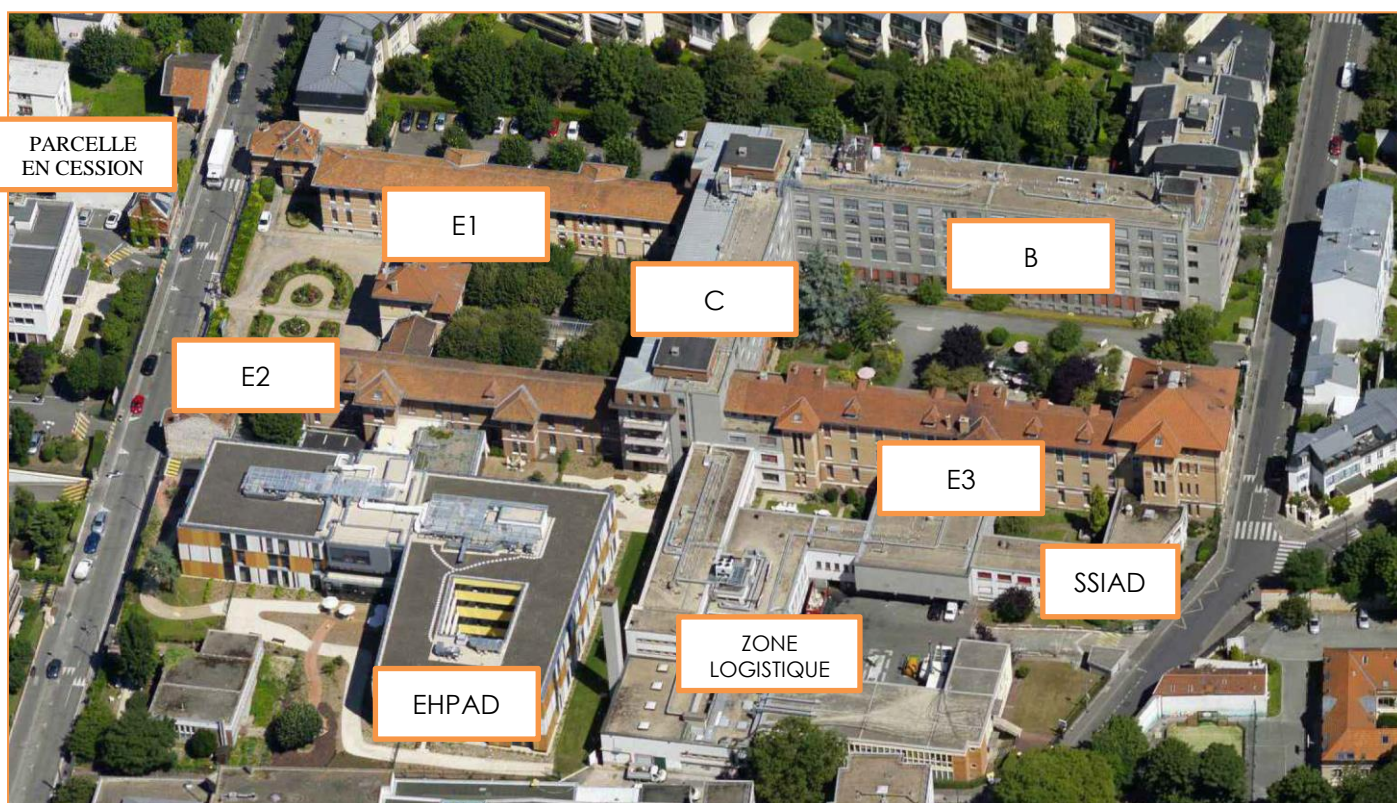 PARCELLE
EN CESSION
E1
B
C
E2
E3
SSIAD
ZONE
LOGISTIQUE
EHPAD